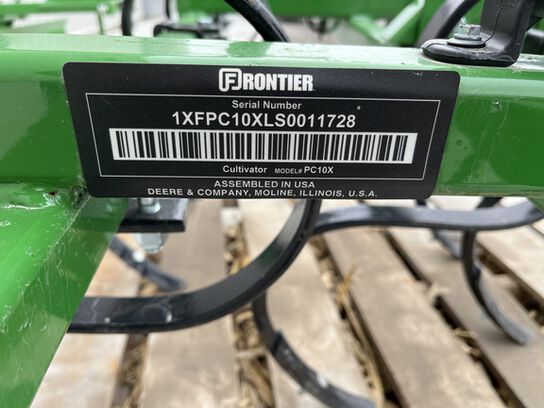 FRONTIER
Serial Number
1XFPC10XLS0011728
Cultivator MODEL# PC10X
ASSEMBLED IN USA
DEERE & COMPANY, MOLINE, ILLINOIS, U.S.A.